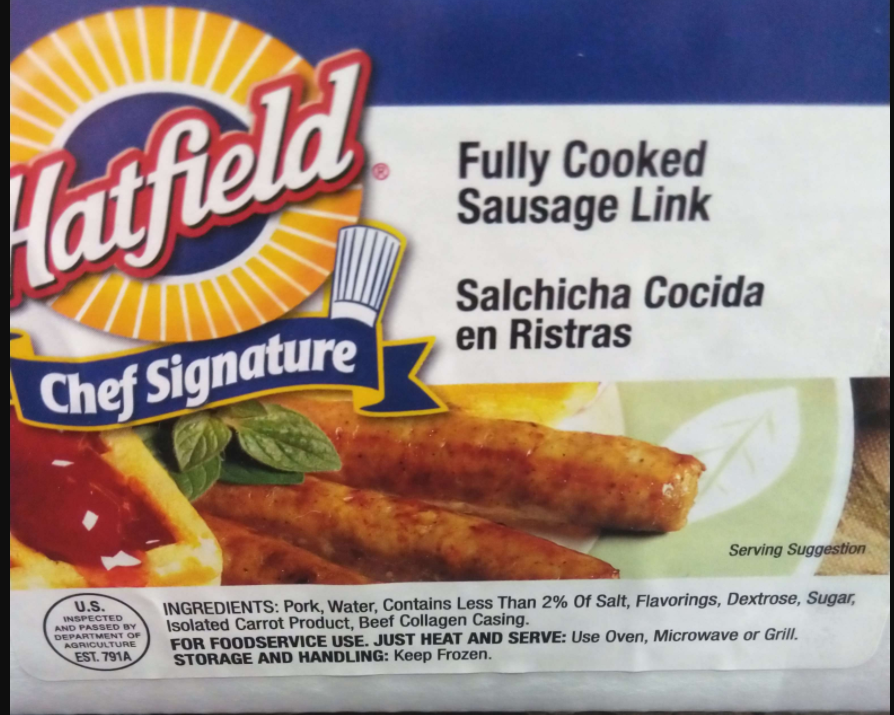 Hatfield®
Chef Signature
Fully Cooked
Sausage Link
Salchicha Cocida
en Ristras
Serving Suggestion
U.S.
INSPECTED
AND PASSED BY
DEPARTMENT OF
AGRICULTURE
EST. 791A
INGREDIENTS: Pork, Water, Contains Less Than 2% Of Salt, Flavorings, Dextrose, Sugar,
Isolated Carrot Product, Beef Collagen Casing.
FOR FOODSERVICE USE. JUST HEAT AND SERVE: Use Oven, Microwave or Grill.
STORAGE AND HANDLING: Keep Frozen.